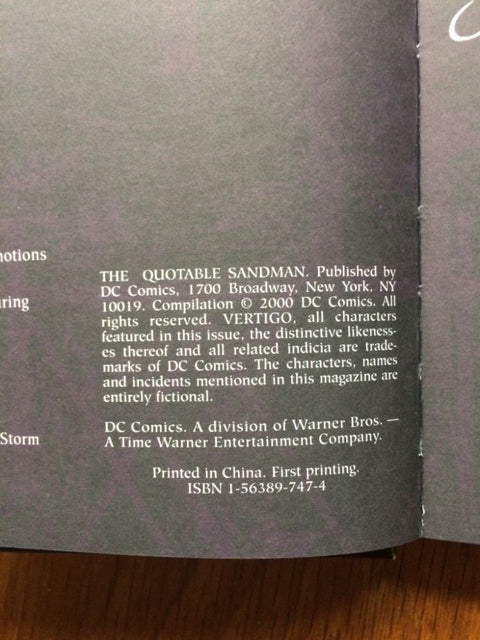 THE QUOTABLE SANDMAN. Published by
DC Comics, 1700 Broadway, New York, NY
10019. Compilation © 2000 DC Comics. All
rights reserved. VERTIGO, all characters
featured in this issue, the distinctive likeness-
es thereof and all related indicia are trade-
marks of DC Comics. The characters, names
and incidents mentioned in this magazine are
entirely fictional.
DC Comics. A division of Warner Bros. —
A Time Warner Entertainment Company.
Printed in China. First printing.
ISBN 1-56389-747-4
Storm